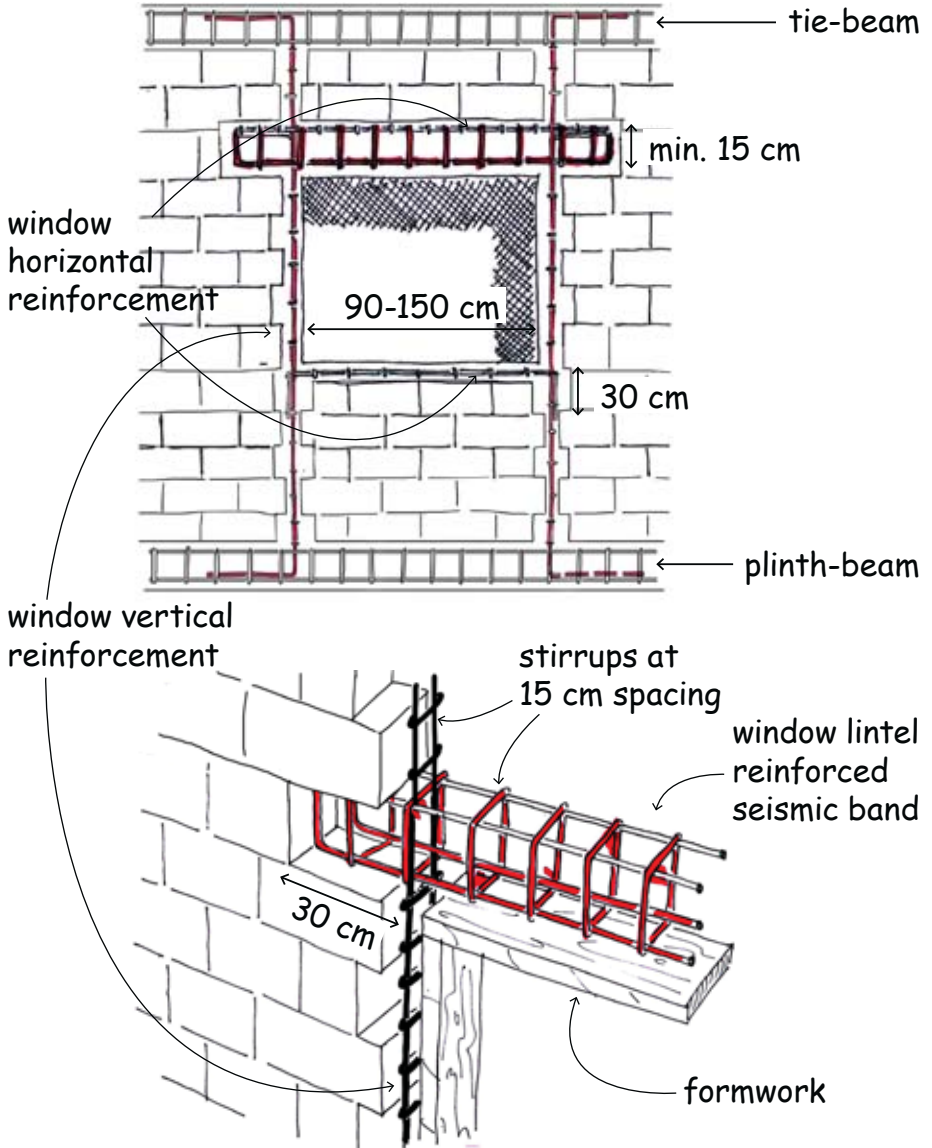 tie-beam
min. 15 cm
window
horizontal
reinforcement
90-150 cm
30 cm
plinth-beam
window vertical
reinforcement
stirrups at
15 cm spacing
window lintel
reinforced
seismic band
30 cm
formwork